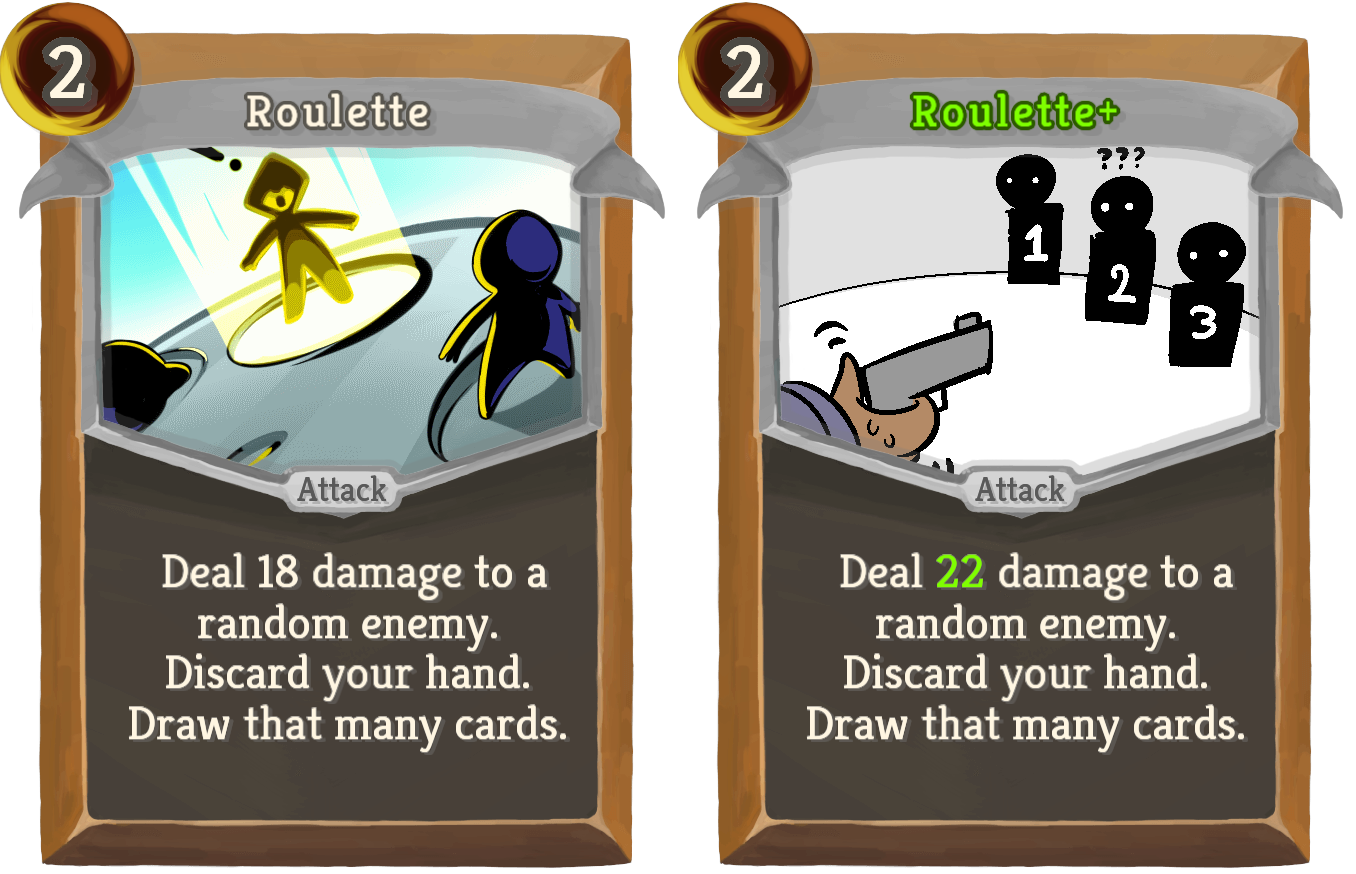 2
Roulette
Attack
Deal 18 damage to a
random enemy.
Discard your hand.
Draw that many cards.
2
Roulette+
???
1
2
3
Attack
Deal 22 damage to a
random enemy.
Discard your hand.
Draw that many cards.